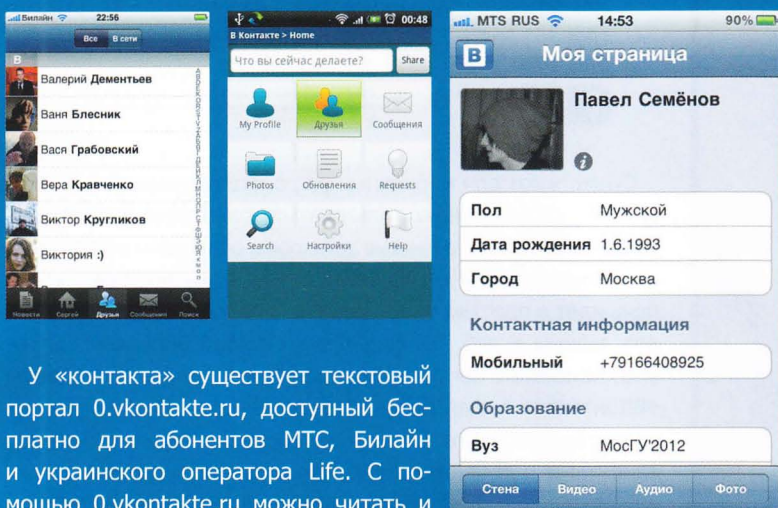 Билайн 22:56
Все В сети
В
Валерий Дементьев
Ваня Блесник
Вася Грабовский
Вера Кравченко
Виктор Кругликов
Виктория :)
Новости Сергей Друзья Сообщения Поиск
00:48
В Контакте > Home
Что вы сейчас делаете? Share
My Profile Друзья Сообщения
Photos Обновления Requests
Search Настройки Help
MTS RUS 14:53 90%
В Моя страница
Павел Семёнов
Пол Мужской
Дата рождения 1.6.1993
Город Москва
Контактная информация
Мобильный +79166408925
Образование
Вуз МосГУ'2012
Стена Видео Аудио Фото
У «контакта» существует текстовый
портал 0.vkontakte.ru, доступный бес-
платно для абонентов МТС, Билайн
и украинского оператора Life. С по-
мощью 0.vkontakte.ru можно читать и